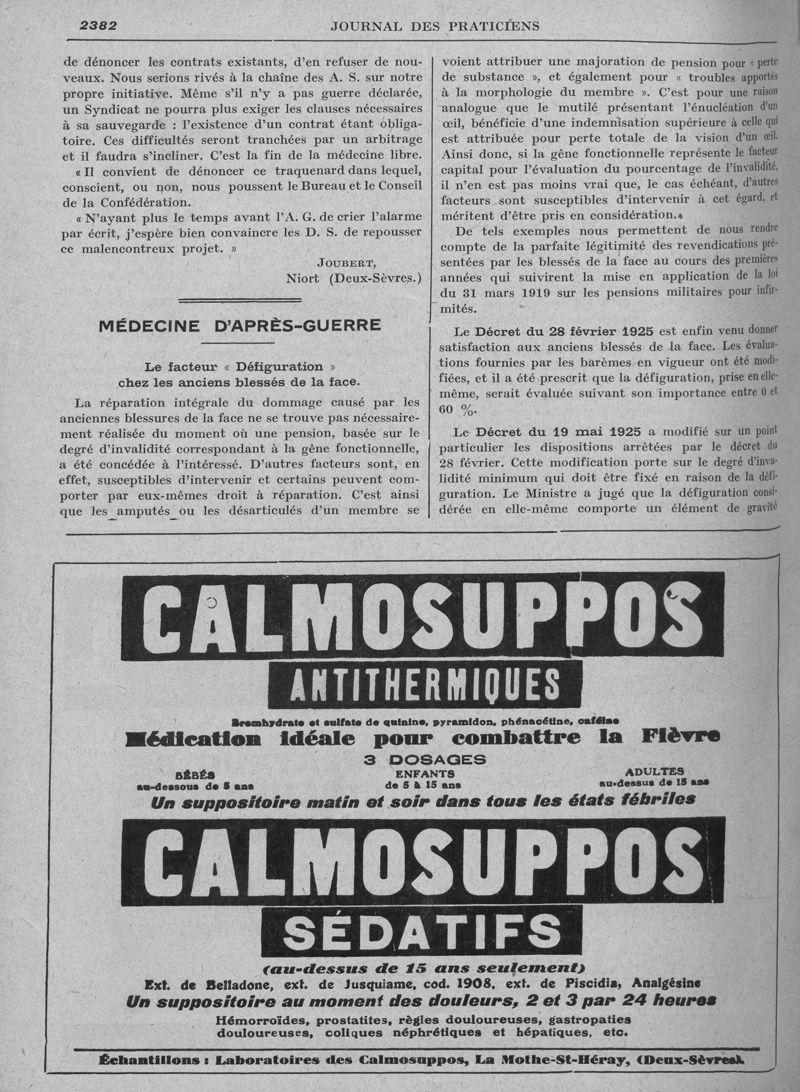 2382
JOURNAL DES PRATICIENS
de dénoncer les contrats existants, d'en refuser de nou-
veaux. Nous serions rivés à la chaîne des A. S. sur notre
propre initiative. Même s'il n'y a pas guerre déclarée,
un Syndicat ne pourra plus exiger les clauses nécessaires
à sa sauvegarde : l'existence d'un contrat étant obliga-
toire. Ces difficultés seront tranchées par un arbitrage
et il faudra s'incliner. C'est la fin de la médecine libre.
« Il convient de dénoncer ce traquenard dans lequel,
conscient, ou non, nous poussent le Bureau et le Conseil
de la Confédération.
« N'ayant plus le temps avant l'A. G. de crier l'alarme
par écrit, j'espère bien convaincre les D. S. de repousser
ce malencontreux projet. »
JOUBERT,
Niort (Deux-Sèvres.)
MÉDECINE D'APRÈS-GUERRE
Le facteur « Défiguration »
chez les anciens blessés de la face.
La réparation intégrale du dommage causé par les
anciennes blessures de la face ne se trouve pas nécessaire-
ment réalisée du moment où une pension, basée sur le
degré d'invalidité correspondant à la gêne fonctionnelle,
a été concédée à l'intéressé. D'autres facteurs sont, en
effet, susceptibles d'intervenir et certains peuvent com-
porter par eux-mêmes droit à réparation. C'est ainsi
que les amputés ou les désarticulés d'un membre se
voient attribuer une majoration de pension pour « perte
de substance », et également pour « troubles apportés
à la morphologie du membre ». C'est pour une raison
analogue que le mutilé présentant l'énucléation d'un
œil, bénéficie d'une indemnisation supérieure à celle qui
est attribuée pour perte totale de la vision d'un œil.
Ainsi donc, si la gêne fonctionnelle représente le facteur
capital pour l'évaluation du pourcentage de l'invalidité,
il n'en est pas moins vrai que, le cas échéant, d'autres
facteurs sont susceptibles d'intervenir à cet égard, et
méritent d'être pris en considération.
De tels exemples nous permettent de nous rendre
compte de la parfaite légitimité des revendications pré-
sentées par les blessés de la face au cours des premières
années qui suivirent la mise en application de la loi
du 31 mars 1919 sur les pensions militaires pour infir-
mités.
Le Décret du 28 février 1925 est enfin venu donner
satisfaction aux anciens blessés de la face. Les évalua-
tions fournies par les barèmes en vigueur ont été modi-
fiées, et il a été prescrit que la défiguration, prise en elle-
même, serait évaluée suivant son importance entre 0 et
60 %.
Le Décret du 19 mai 1925 a modifié sur un point
particulier les dispositions arrêtées par le décret du
28 février. Cette modification porte sur le degré d'inva-
lidité minimum qui doit être fixé en raison de la défi-
guration. Le Ministre a jugé que la défiguration consi-
dérée en elle-même comporte un élément de gravité
CALMOSUPPOS
ANTITHERMIQUES
Bromhydrate et sulfate de quinine, pyramidon, phénacétine, caféine
Médication idéale pour combattre la Fièvre
3 DOSAGES
BÉBÉS ENFANTS ADULTES
au-dessous de 5 ans de 5 à 15 ans au-dessus de 15 ans
Un suppositoire matin et soir dans tous les états fébriles
CALMOSUPPOS
SÉDATIFS
(au-dessus de 15 ans seulement)
Ext. de Belladone, ext. de Jusquiame, cod. 1908, ext. de Piscidia, Analgésine
Un suppositoire au moment des douleurs, 2 et 3 par 24 heures
Hémorroïdes, prostatites, règles douloureuses, gastropaties
douloureuses, coliques néphrétiques et hépatiques, etc.
Échantillons : Laboratoires des Calmosuppos, La Mothe-St-Héray, (Deux-Sèvres).